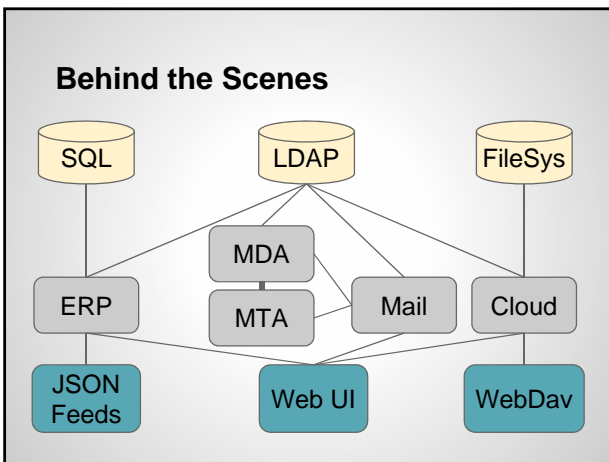 Behind the Scenes
SQL
LDAP
FileSys
MDA
ERP
MTA
Mail
Cloud
JSON
Feeds
Web UI
WebDav